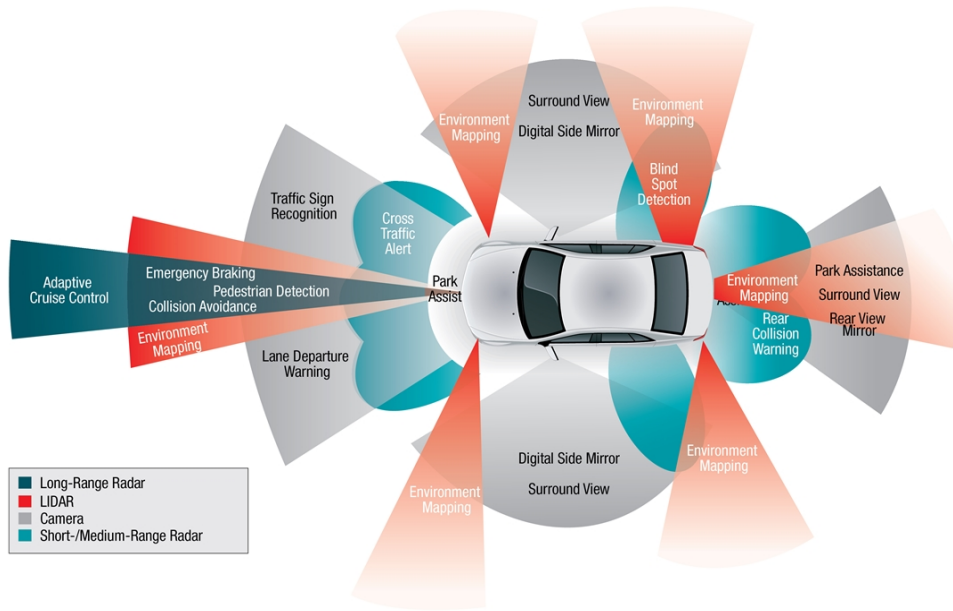 Environment
Mapping
Surround View
Digital Side Mirror
Environment
Mapping
Blind
Spot
Detection
Traffic Sign
Recognition
Cross
Traffic
Alert
Adaptive
Cruise Control
Emergency Braking
Pedestrian Detection
Collision Avoidance
Environment
Mapping
Park
Assist
Lane Departure
Warning
Environment
Mapping
Park Assistance
Surround View
Rear View
Mirror
Rear
Collision
Warning
Digital Side Mirror
Surround View
Environment
Mapping
Environment
Mapping
Long-Range Radar
LIDAR
Camera
Short-/Medium-Range Radar